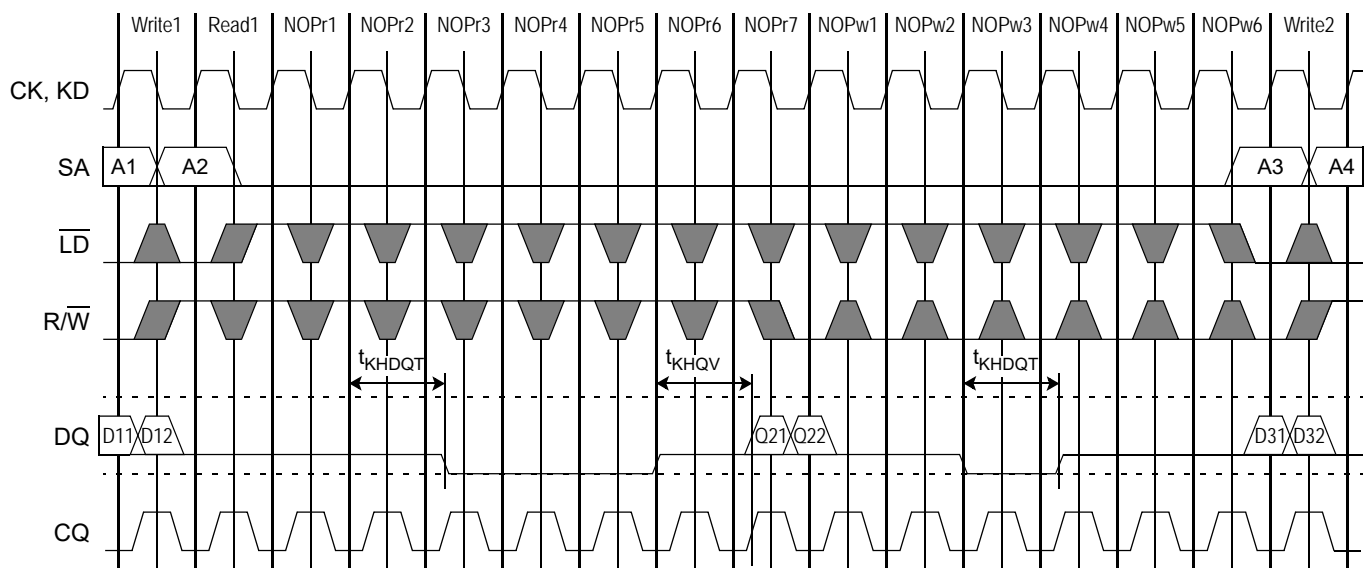 Write1 Read1 NOPr1 NOPr2 NOPr3 NOPr4 NOPr5 NOPr6 NOPr7 NOPw1 NOPw2 NOPw3 NOPw4 NOPw5 NOPw6 Write2
CK, KD
SA A1 A2 A3 A4
LD
R/W
tKHDQT tKHQV tKHDQT
DQ D11 D12 Q21 Q22 D31 D32
CQ